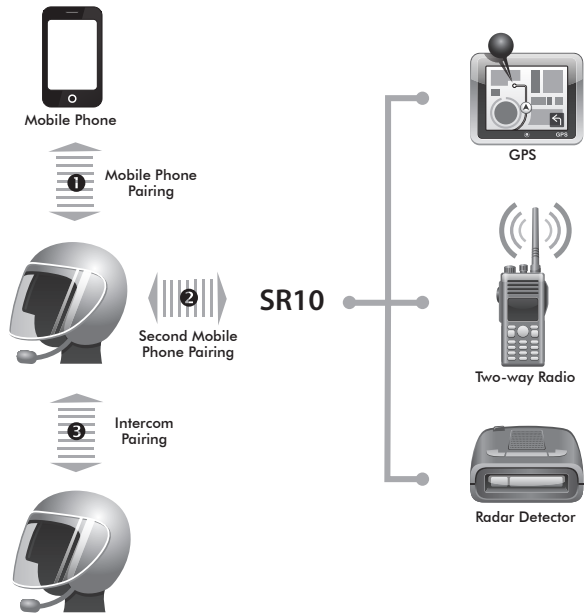 Mobile Phone
1
Mobile Phone
Pairing
2
Second Mobile
Phone Pairing
SR10
3
Intercom
Pairing
GPS
GPS
Two-way Radio
Radar Detector